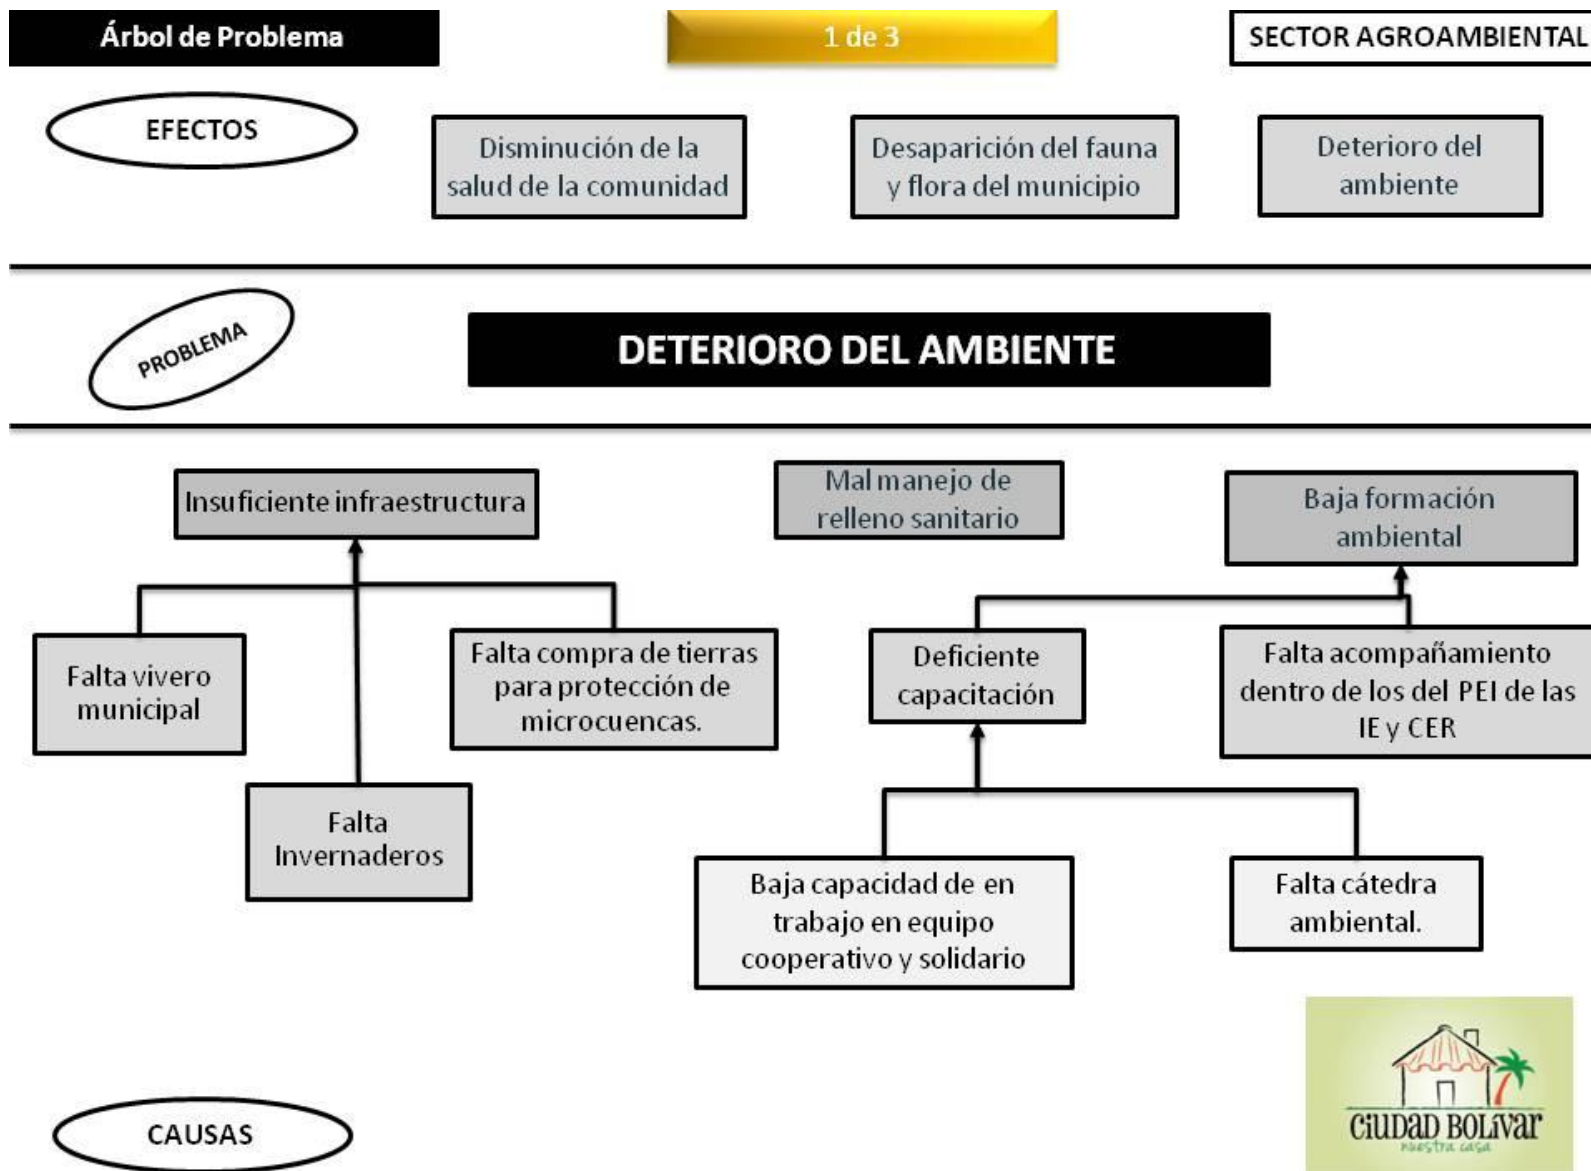 Árbol de Problema
1 de 3
SECTOR AGROAMBIENTAL
EFECTOS
Disminución de la
salud de la comunidad
Desaparición del fauna
y flora del municipio
Deterioro del
ambiente
PROBLEMA
DETERIORO DEL AMBIENTE
Insuficiente infraestructura
Mal manejo de
relleno sanitario
Baja formación
ambiental
Falta vivero
municipal
Falta compra de tierras
para protección de
microcuencas.
Deficiente
capacitación
Falta acompañamiento
dentro de los del PEI de las
IE y CER
Falta
Invernaderos
Baja capacidad de en
trabajo en equipo
cooperativo y solidario
Falta cátedra
ambiental.
CAUSAS
CIUDAD BOLIVAR
nuestra casa